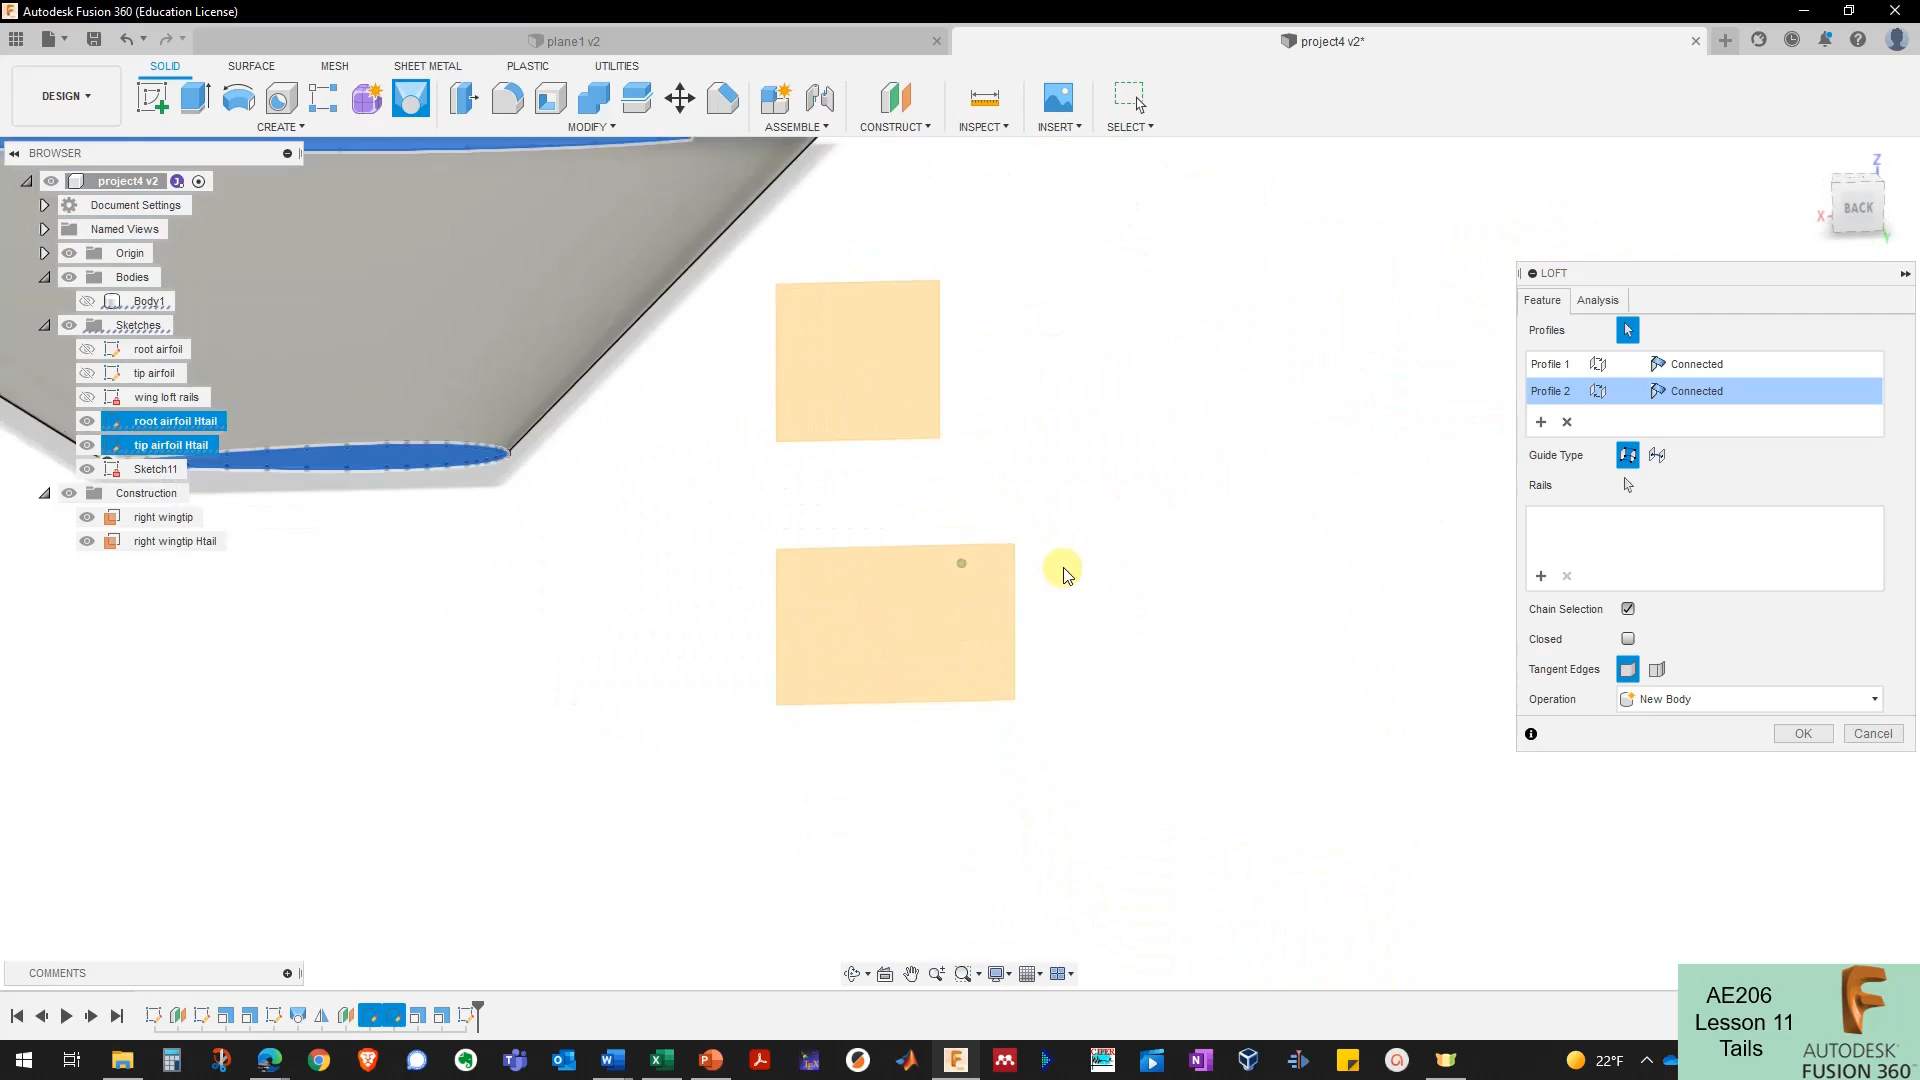 Autodesk Fusion 360 (Education License)
plane1 v2
project4 v2*
DESIGN
SOLID
SURFACE
MESH
SHEET METAL
PLASTIC
UTILITIES
CREATE
MODIFY
ASSEMBLE
CONSTRUCT
INSPECT
INSERT
SELECT
BROWSER
project4 v2
Document Settings
Named Views
Origin
Bodies
Body1
Sketches
root airfoil
tip airfoil
wing loft rails
root airfoil Htail
tip airfoil Htail
Sketch11
Construction
right wingtip
right wingtip Htail
Z
X
BACK
Y
LOFT
Feature
Analysis
Profiles
Profile 1
Connected
Profile 2
Connected
Guide Type
Rails
Chain Selection
Closed
Tangent Edges
Operation
New Body
OK
Cancel
COMMENTS
AE206
Lesson 11
Tails
AUTODESK
FUSION 360
22°F